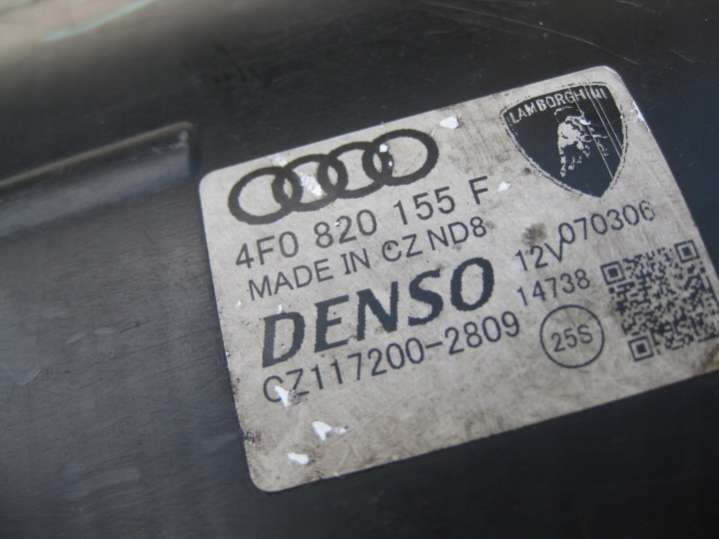 LAMBORGHINI
4F0 820 155 F
MADE IN CZ ND8
12V 070306
DENSO
14738
CZ117200-2809
25S